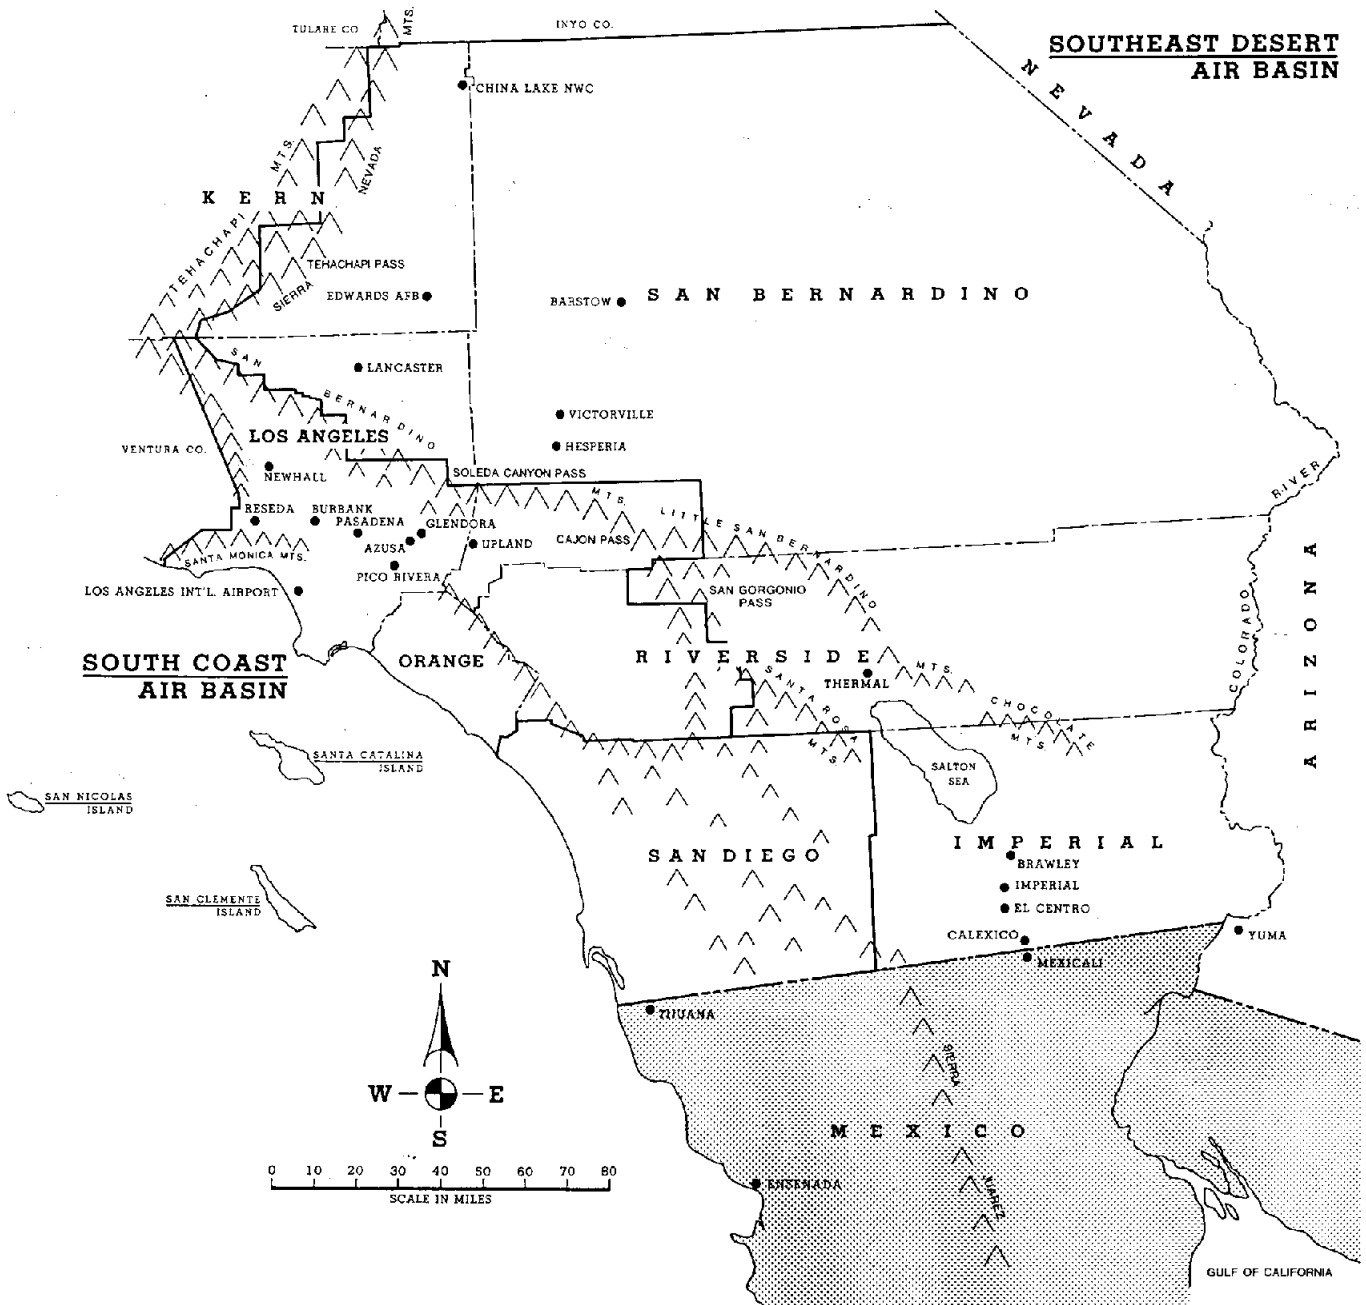 TULARE CO
MTS.
INYO CO.
SOUTHEAST DESERT
AIR BASIN
NEVADA
CHINA LAKE NWC
MTS.
NEVADA
KERN
TEHACHAPI
TEHACHAPI PASS
SIERRA
EDWARDS AFB
BARSTOW
SAN BERNARDINO
SAN
BERNARDINO
LANCASTER
VICTORVILLE
HESPERIA
LOS ANGELES
VENTURA CO.
NEWHALL
SOLEDA CANYON PASS
MTS.
RIVER
RESEDA
BURBANK
PASADENA
GLENDORA
AZUSA
UPLAND
CAJON PASS
LITTLE SAN BERNARDINO
SANTA MONICA MTS.
PICO RIVERA
LOS ANGELES INT'L. AIRPORT
SAN GORGONIO
PASS
COLORADO
ARIZONA
SOUTH COAST
AIR BASIN
ORANGE
RIVERSIDE
MTS.
THERMAL
SANTA ROSA
MTS.
CHOCOLATE
MTS.
SANTA CATALINA
ISLAND
SALTON
SEA
SAN NICOLAS
ISLAND
SAN DIEGO
IMPERIAL
BRAWLEY
IMPERIAL
EL CENTRO
SAN CLEMENTE
ISLAND
CALEXICO
YUMA
MEXICALI
TIJUANA
N
W
E
S
SIERRA
MEXICO
JUAREZ
0 10 20 30 40 50 60 70 80
SCALE IN MILES
ENSENADA
GULF OF CALIFORNIA